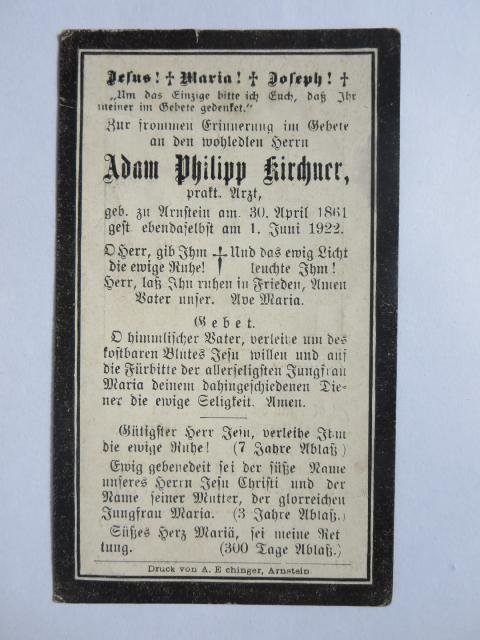 Jesus! ✝ Maria! ✝ Joseph! ✝
„Um das Einzige bitte ich Euch, daß Ihr
meiner im Gebete gedenket."
Zur frommen Erinnerung im Gebete
an den wohledlen Herrn
Adam Philipp Kirchner,
prakt. Arzt,
geb. zu Arnstein am 30. April 1861
gest ebendaselbst am 1. Juni 1922.
O Herr, gib Ihm ✝ Und das ewig Licht
die ewige Ruhe! leuchte Ihm!
Herr, laß Ihn ruhen in Frieden, Amen
Vater unser. Ave Maria.
Gebet.
O himmlischer Vater, verleihe um des
kostbaren Blutes Jesu willen und auf
die Fürbitte der allerseligsten Jungfrau
Maria deinem dahingeschiedenen Die-
ner die ewige Seligkeit. Amen.
Gütigster Herr Jesu, verleihe Ihm
die ewige Ruhe! (7 Jahre Ablaß)
Ewig gebenedeit sei der süße Name
unseres Herrn Jesu Christi und der
Name seiner Mutter, der glorreichen
Jungfrau Maria. (3 Jahre Ablaß.)
Süßes Herz Mariä, sei meine Ret
tung. (300 Tage Ablaß.)
Druck von A. E chinger, Arnstein